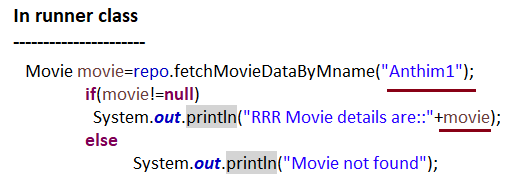 In runner class
----------------------
Movie movie=repo.fetchMovieDataByMname("Anthim1");
if(movie!=null)
System.out.println("RRR Movie details are::"+movie);
else
System.out.println("Movie not found");